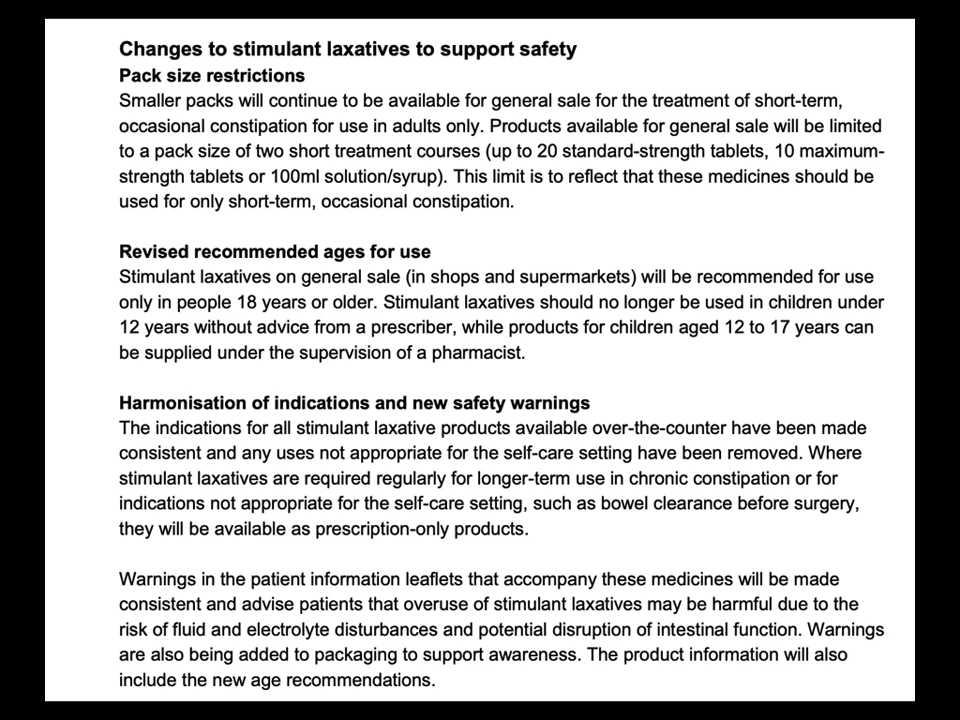 Changes to stimulant laxatives to support safety
Pack size restrictions
Smaller packs will continue to be available for general sale for the treatment of short-term,
occasional constipation for use in adults only. Products available for general sale will be limited
to a pack size of two short treatment courses (up to 20 standard-strength tablets, 10 maximum-
strength tablets or 100ml solution/syrup). This limit is to reflect that these medicines should be
used for only short-term, occasional constipation.
Revised recommended ages for use
Stimulant laxatives on general sale (in shops and supermarkets) will be recommended for use
only in people 18 years or older. Stimulant laxatives should no longer be used in children under
12 years without advice from a prescriber, while products for children aged 12 to 17 years can
be supplied under the supervision of a pharmacist.
Harmonisation of indications and new safety warnings
The indications for all stimulant laxative products available over-the-counter have been made
consistent and any uses not appropriate for the self-care setting have been removed. Where
stimulant laxatives are required regularly for longer-term use in chronic constipation or for
indications not appropriate for the self-care setting, such as bowel clearance before surgery,
they will be available as prescription-only products.
Warnings in the patient information leaflets that accompany these medicines will be made
consistent and advise patients that overuse of stimulant laxatives may be harmful due to the
risk of fluid and electrolyte disturbances and potential disruption of intestinal function. Warnings
are also being added to packaging to support awareness. The product information will also
include the new age recommendations.